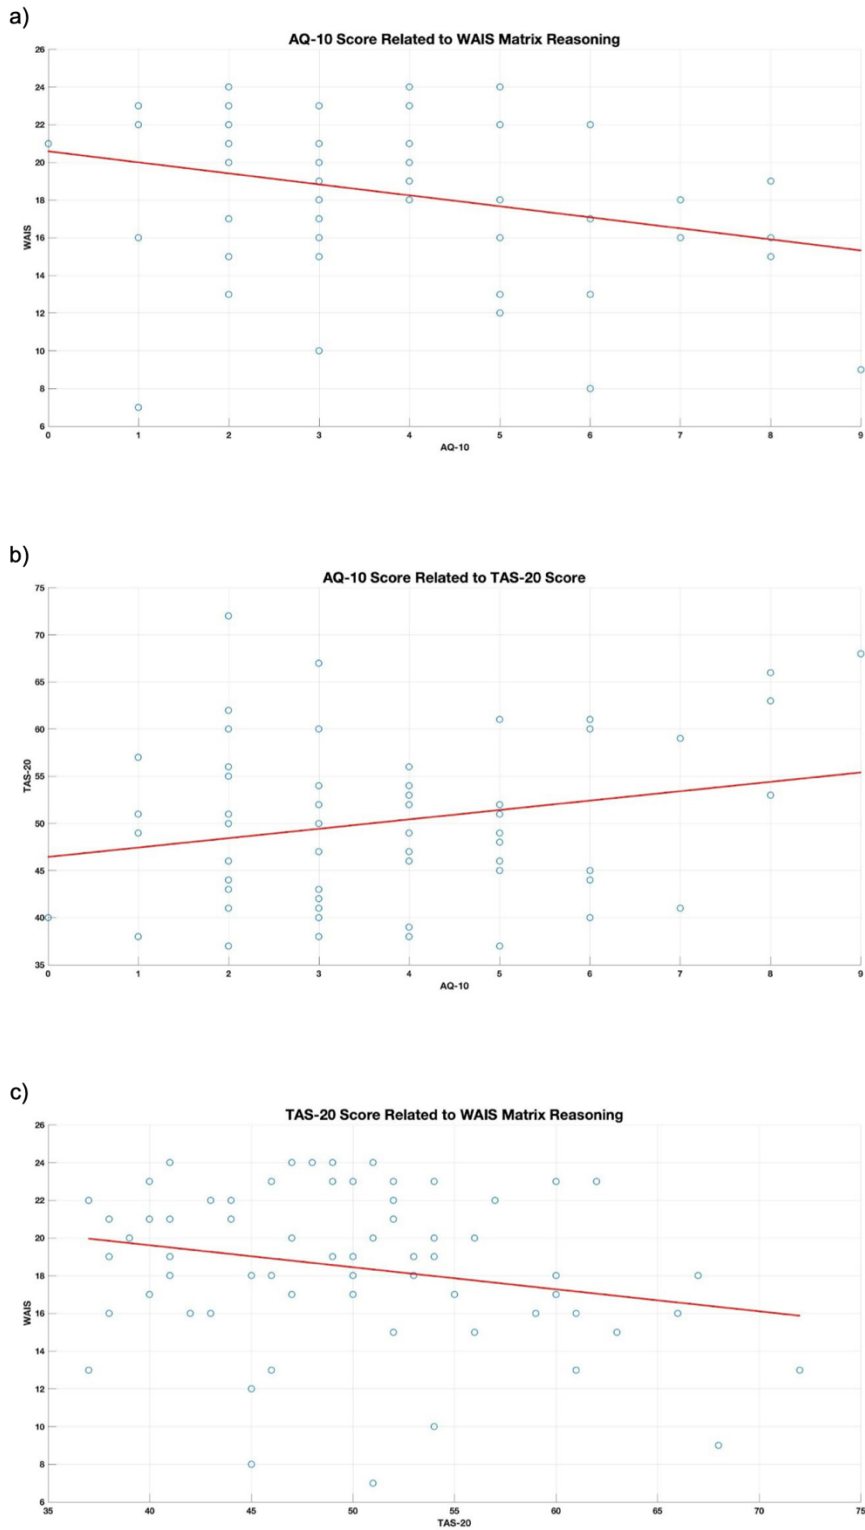 a)
AQ-10 Score Related to WAIS Matrix Reasoning
26
24
22
20
18
16
14
12
10
8
6
WAIS
0 1 2 3 4 5 6 7 8 9
AQ-10
b)
AQ-10 Score Related to TAS-20 Score
75
70
65
60
55
50
45
40
35
TAS-20
0 1 2 3 4 5 6 7 8 9
AQ-10
c)
TAS-20 Score Related to WAIS Matrix Reasoning
26
24
22
20
18
16
14
12
10
8
6
WAIS
35 40 45 50 55 60 65 70 75
TAS-20